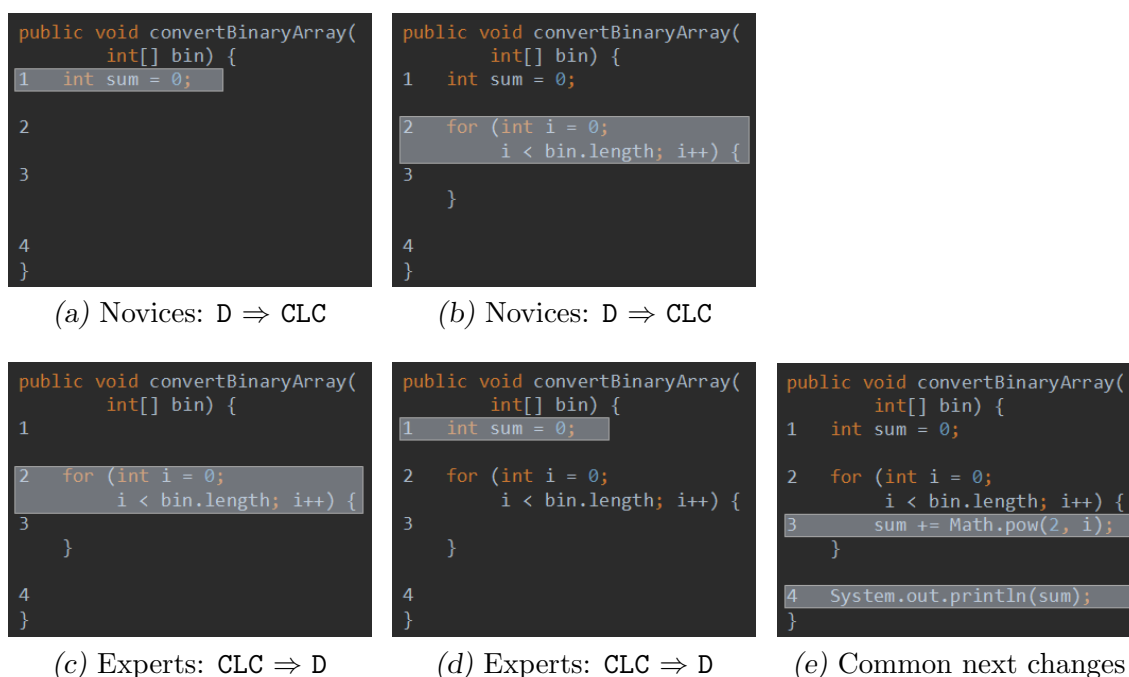 public void convertBinaryArray(
int[] bin) {
1 int sum = 0;
2
3
4
}
(a) Novices: D ⇒ CLC
public void convertBinaryArray(
int[] bin) {
1 int sum = 0;
2 for (int i = 0;
i < bin.length; i++) {
3
}
4
}
(b) Novices: D ⇒ CLC
public void convertBinaryArray(
int[] bin) {
1
2 for (int i = 0;
i < bin.length; i++) {
3
}
4
}
(c) Experts: CLC ⇒ D
public void convertBinaryArray(
int[] bin) {
1 int sum = 0;
2 for (int i = 0;
i < bin.length; i++) {
3
}
4
}
(d) Experts: CLC ⇒ D
public void convertBinaryArray(
int[] bin) {
1 int sum = 0;
2 for (int i = 0;
i < bin.length; i++) {
3 sum += Math.pow(2, i);
}
4 System.out.println(sum);
}
(e) Common next changes